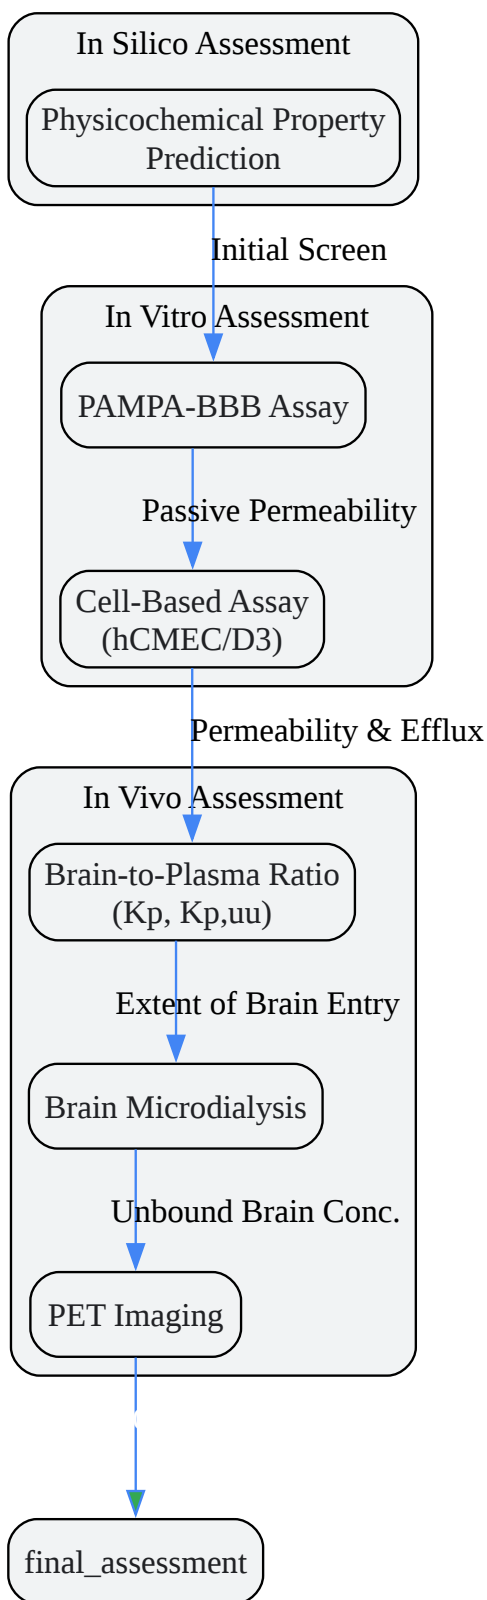 In Silico Assessment
Physicochemical Property
Prediction
Initial Screen
In Vitro Assessment
PAMPA-BBB Assay
Passive Permeability
Cell-Based Assay
(hCMEC/D3)
Permeability & Efflux
In Vivo Assessment
Brain-to-Plasma Ratio
(Kp, Kp,uu)
Extent of Brain Entry
Brain Microdialysis
Unbound Brain Conc.
PET Imaging
final_assessment